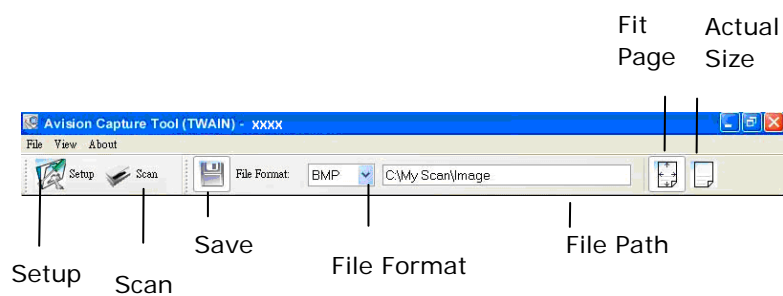 Fit Page
Actual Size
Avision Capture Tool (TWAIN) - xxxx
File View About
Setup Scan File Format: BMP C:\My Scan\Image
Save
File Format
File Path
Setup
Scan